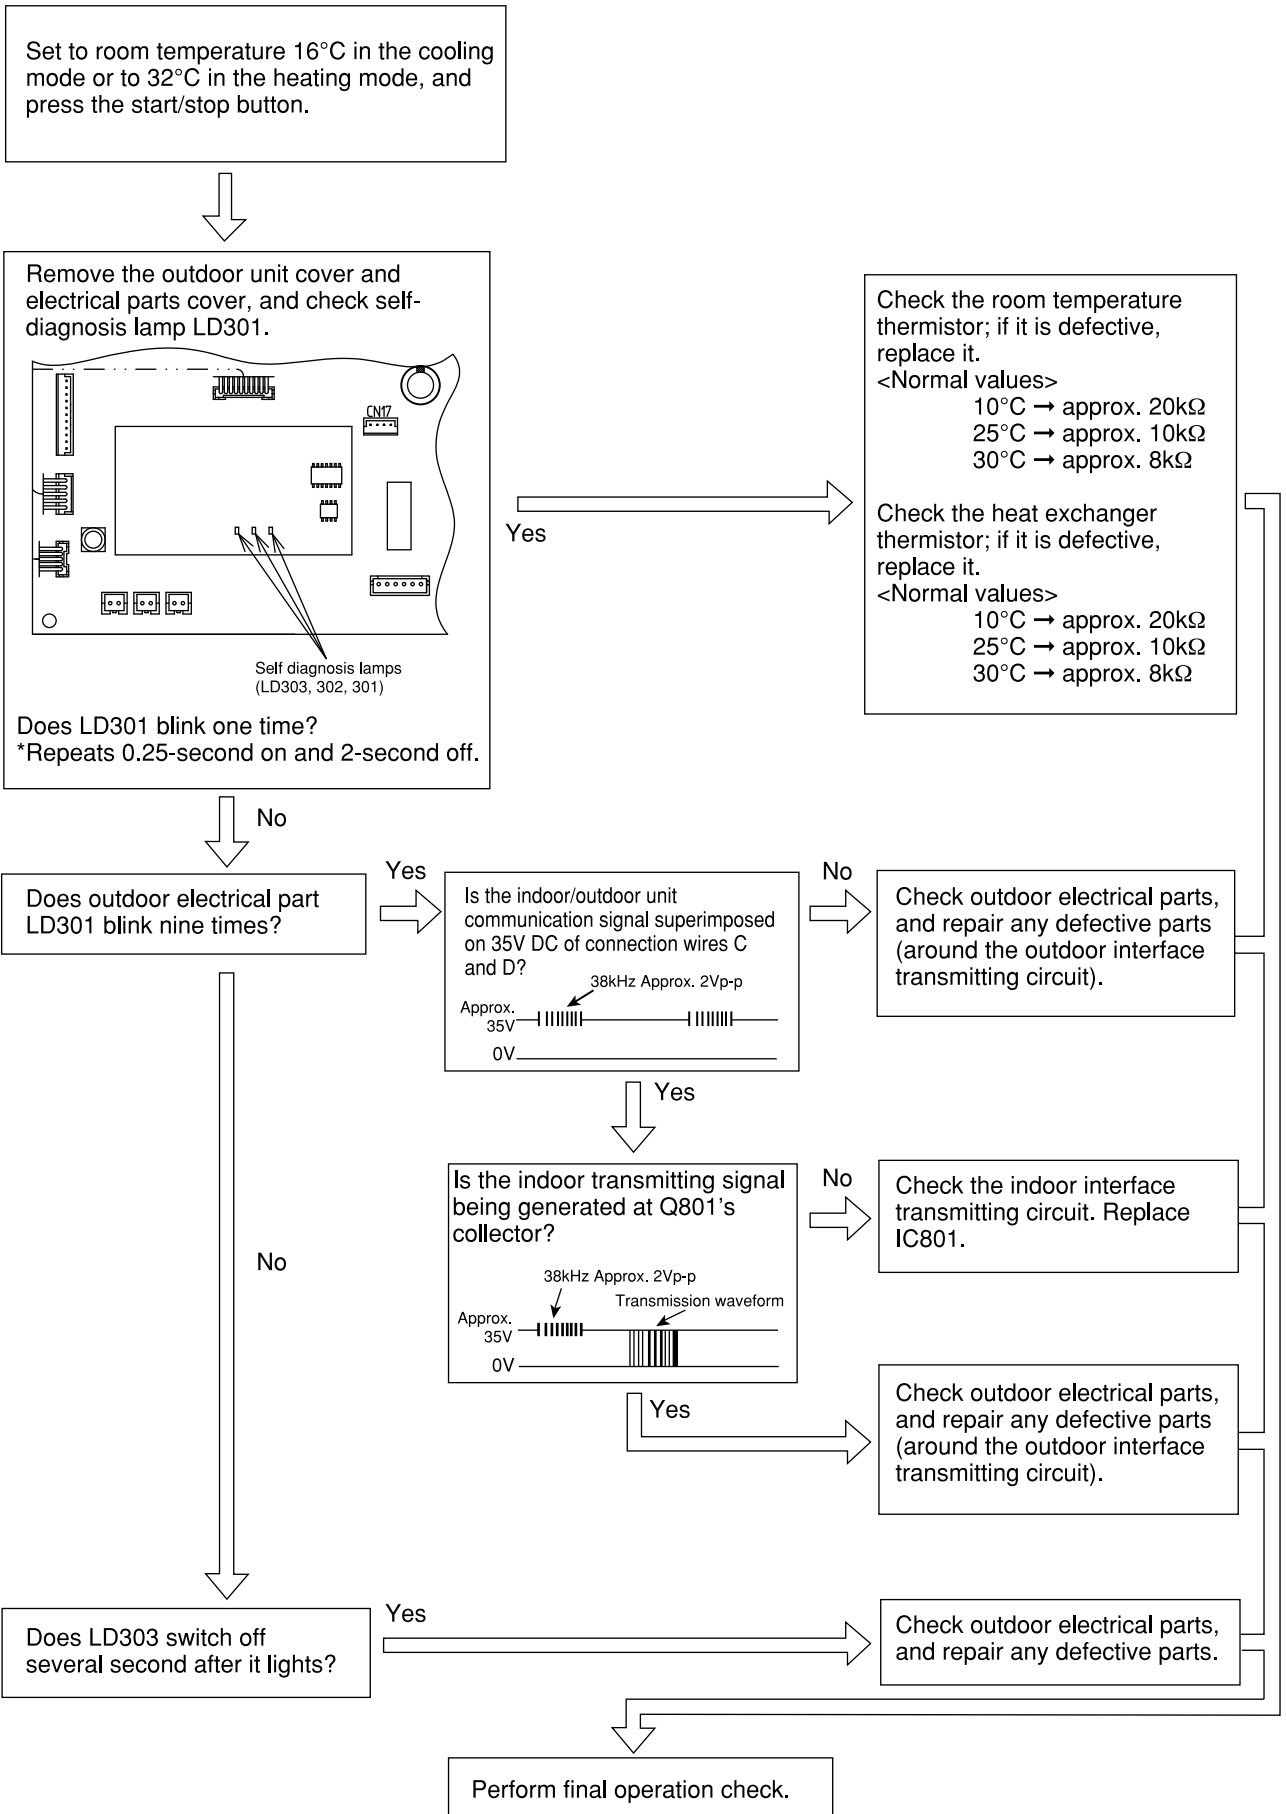 Set to room temperature 16°C in the cooling
mode or to 32°C in the heating mode, and
press the start/stop button.
Remove the outdoor unit cover and
electrical parts cover, and check self-
diagnosis lamp LD301.
CN17
Self diagnosis lamps
(LD303, 302, 301)
Does LD301 blink one time?
*Repeats 0.25-second on and 2-second off.
Yes
Check the room temperature
thermistor; if it is defective,
replace it.
<Normal values>
10°C → approx. 20kΩ
25°C → approx. 10kΩ
30°C → approx. 8kΩ
Check the heat exchanger
thermistor; if it is defective,
replace it.
<Normal values>
10°C → approx. 20kΩ
25°C → approx. 10kΩ
30°C → approx. 8kΩ
No
Does outdoor electrical part
LD301 blink nine times?
Yes
Is the indoor/outdoor unit
communication signal superimposed
on 35V DC of connection wires C
and D?
38kHz Approx. 2Vp-p
Approx.
35V
0V
No
Check outdoor electrical parts,
and repair any defective parts
(around the outdoor interface
transmitting circuit).
Yes
Is the indoor transmitting signal
being generated at Q801's
collector?
38kHz Approx. 2Vp-p
Transmission waveform
Approx.
35V
0V
No
Check the indoor interface
transmitting circuit. Replace
IC801.
No
Yes
Check outdoor electrical parts,
and repair any defective parts
(around the outdoor interface
transmitting circuit).
Does LD303 switch off
several second after it lights?
Yes
Check outdoor electrical parts,
and repair any defective parts.
Perform final operation check.